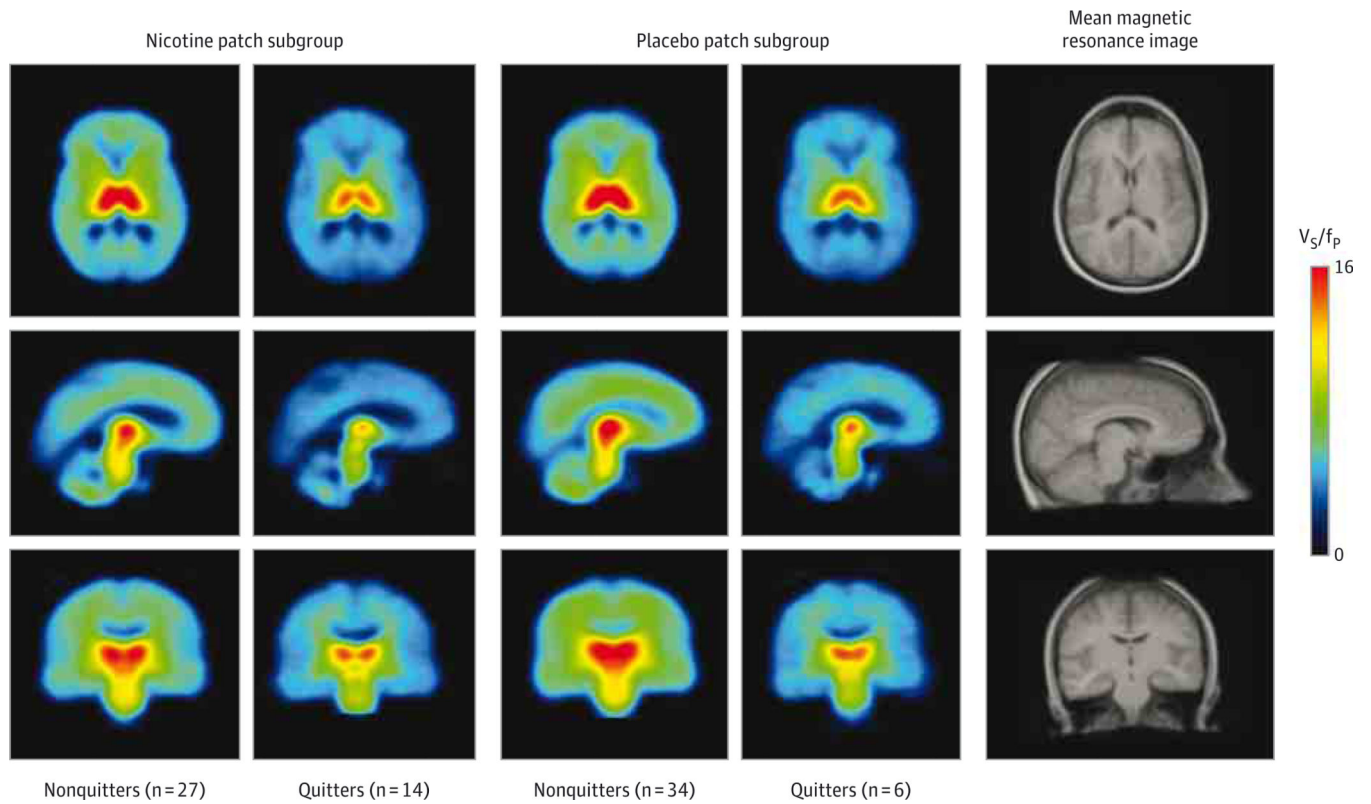 Nicotine patch subgroup
Placebo patch subgroup
Mean magnetic
resonance image
V_S/f_P
16
0
Nonquitters (n=27)
Quitters (n=14)
Nonquitters (n=34)
Quitters (n=6)